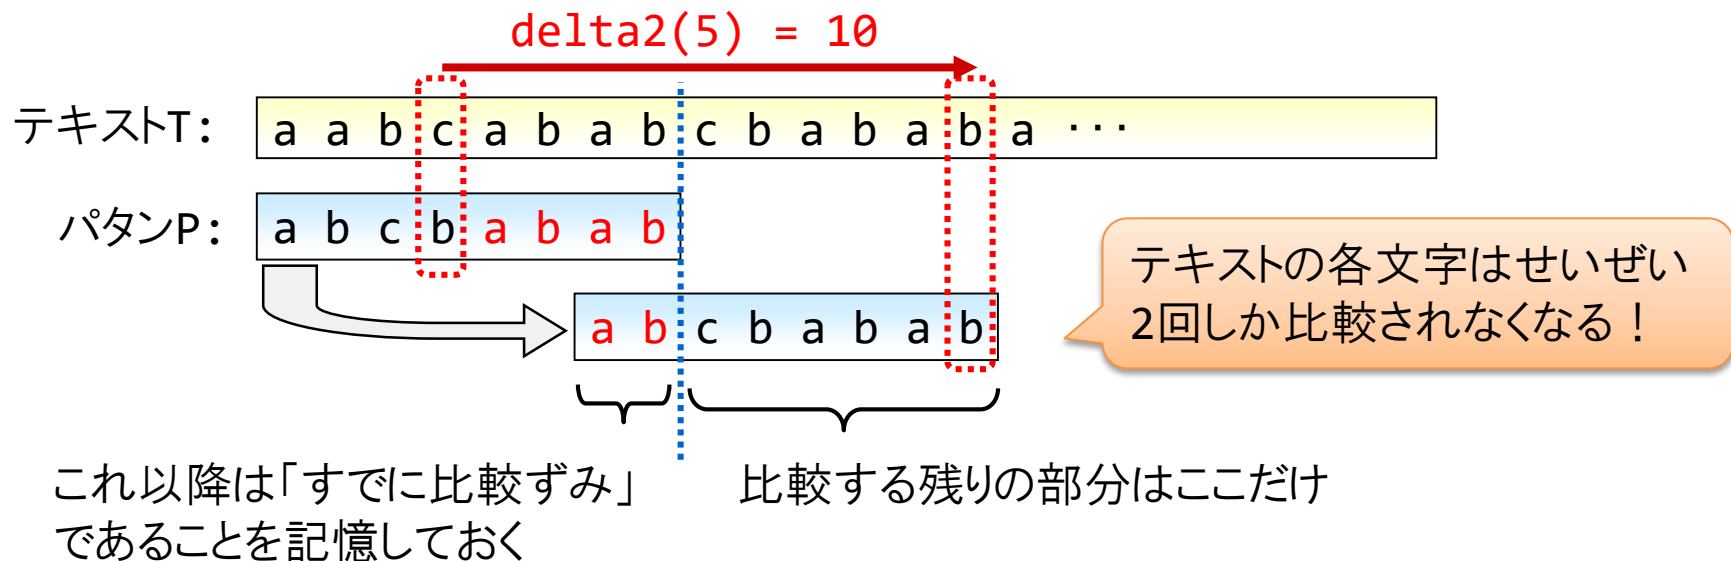 delta2(5) = 10
テキストT: a a b c a b a b c b a b a b a ・・・
パタンP: a b c b a b a b
a b c b a b a b
テキストの各文字はせいぜい
2回しか比較されなくなる！
これ以降は「すでに比較ずみ」
であることを記憶しておく
比較する残りの部分はここだけ